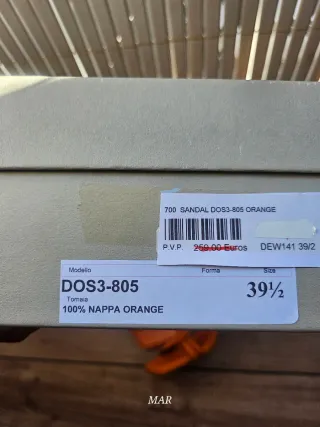 700 SANDAL DOS3-805 ORANGE
P.V.P. 250.00 Euros DEW141 39/2
Modello Forma Size
DOS3-805 39½
Tomaia
100% NAPPA ORANGE
MAR